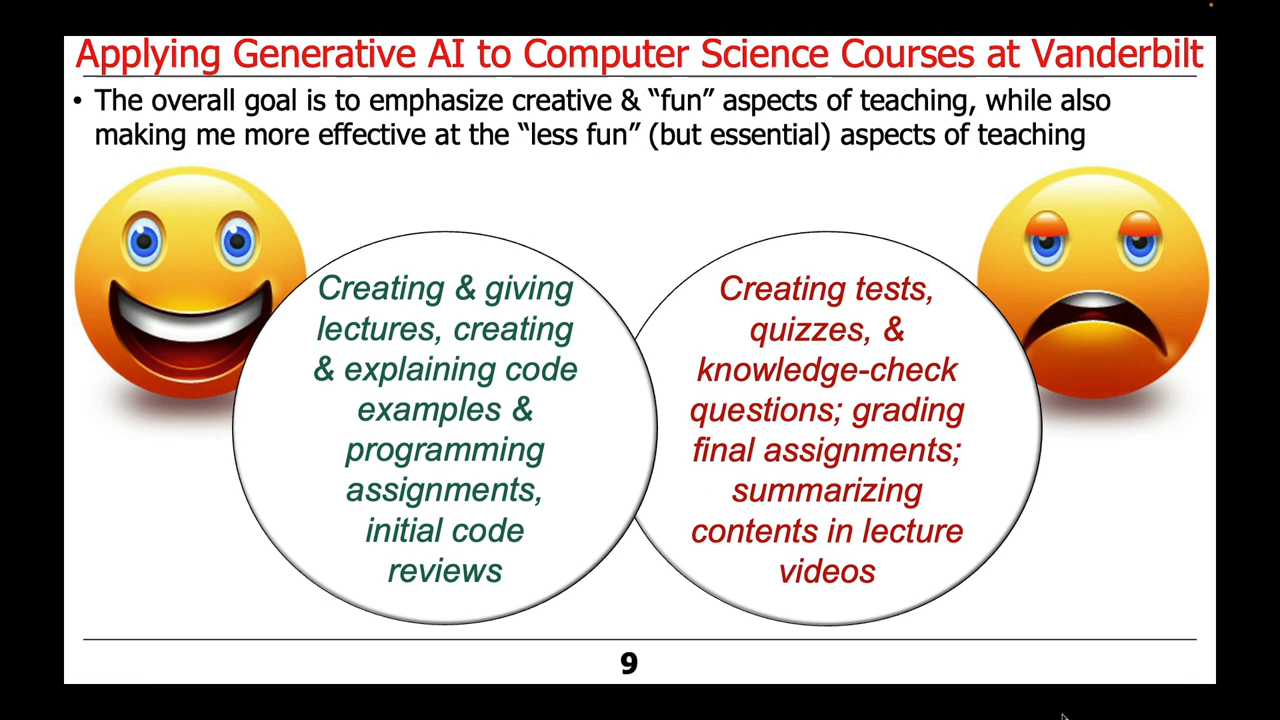 Applying Generative AI to Computer Science Courses at Vanderbilt
• The overall goal is to emphasize creative & “fun” aspects of teaching, while also
making me more effective at the “less fun” (but essential) aspects of teaching
Creating & giving
lectures, creating
& explaining code
examples &
programming
assignments,
initial code
reviews
Creating tests,
quizzes, &
knowledge-check
questions; grading
final assignments;
summarizing
contents in lecture
videos
9